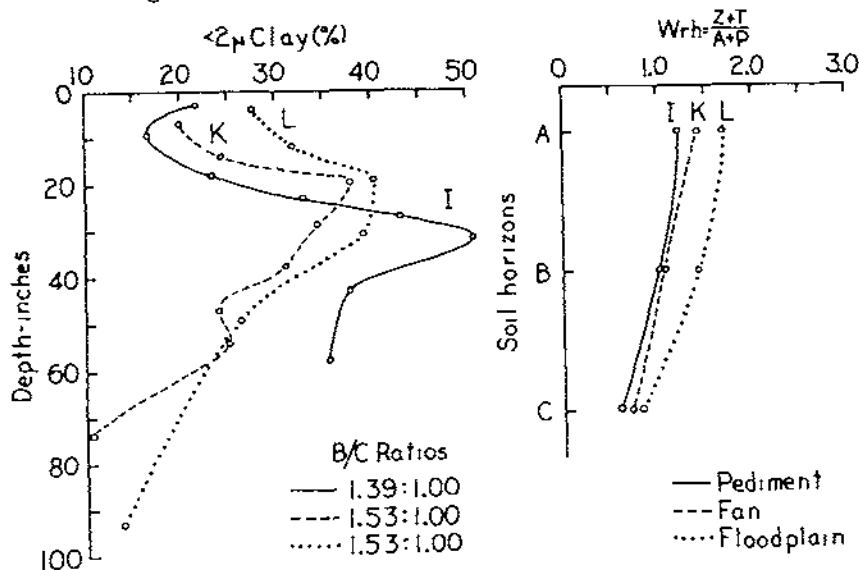 <2μ Clay (%)
10 20 30 40 50
0
20
40
60
80
100
Depth-inches
K
L
I
B/C Ratios
1.39:1.00
1.53:1.00
1.53:1.00
Wrh=Z+T/A+P
0 1.0 2.0 3.0
I K L
A
B
C
Soil horizons
Pediment
Fan
Floodplain